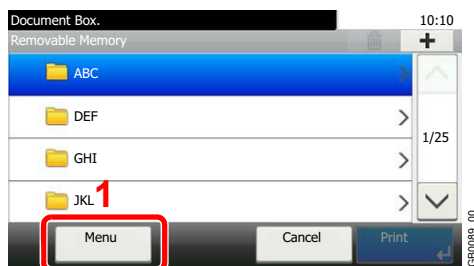 Document Box. 10:10
Removable Memory +
ABC
DEF
1/25
GHI
JKL 1
Menu Cancel Print
GB0089_00